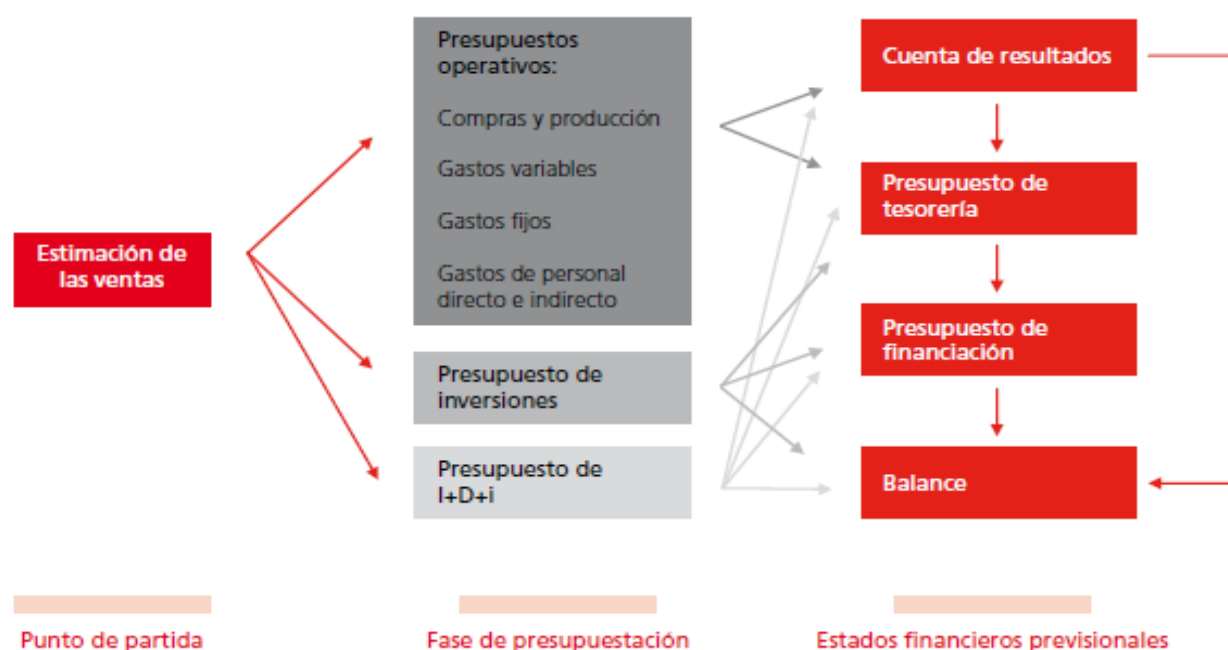 Estimación de
las ventas
Presupuestos
operativos:
Compras y producción
Gastos variables
Gastos fijos
Gastos de personal
directo e indirecto
Presupuesto de
inversiones
Presupuesto de
I+D+i
Cuenta de resultados
Presupuesto de
tesorería
Presupuesto de
financiación
Balance
Punto de partida
Fase de presupuestación
Estados financieros previsionales